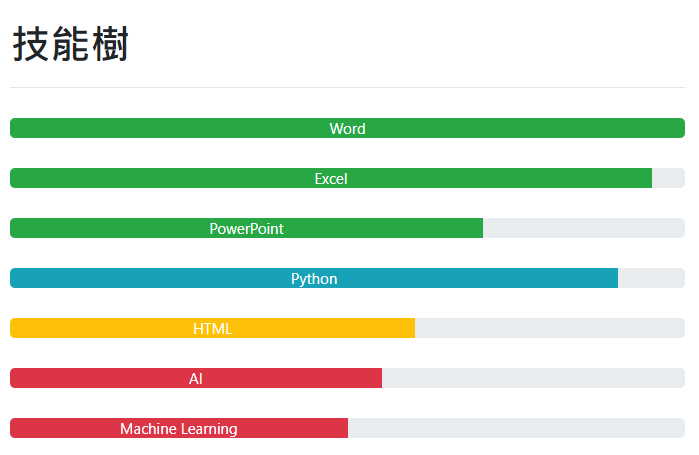 技能樹
Word
Excel
PowerPoint
Python
HTML
AI
Machine Learning